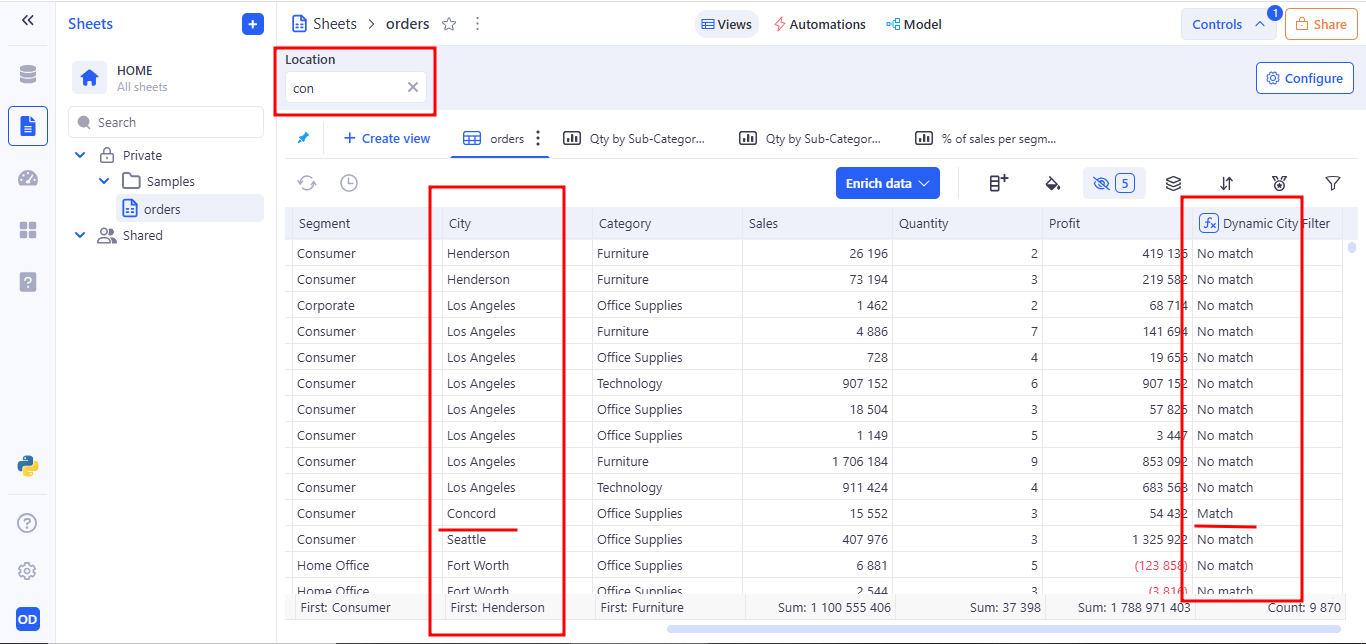 Sheets
Sheets > orders
Views
Automations
Model
Controls
1
Share
HOME
All sheets
Location
con
Configure
Search
Private
Samples
orders
Shared
Create view
orders
Qty by Sub-Categor...
Qty by Sub-Categor...
% of sales per segm...
Enrich data
5
Segment City Category Sales Quantity Profit fx Dynamic City Filter
Consumer Henderson Furniture 26 196 2 419 136 No match
Consumer Henderson Furniture 73 194 3 219 582 No match
Corporate Los Angeles Office Supplies 1 462 2 68 714 No match
Consumer Los Angeles Furniture 4 886 7 141 694 No match
Consumer Los Angeles Office Supplies 728 4 19 656 No match
Consumer Los Angeles Technology 907 152 6 907 152 No match
Consumer Los Angeles Office Supplies 18 504 3 57 825 No match
Consumer Los Angeles Office Supplies 1 149 5 3 447 No match
Consumer Los Angeles Furniture 1 706 184 9 853 092 No match
Consumer Los Angeles Technology 911 424 4 683 568 No match
Consumer Concord Office Supplies 15 552 3 54 432 Match
Consumer Seattle Office Supplies 407 976 3 1 325 922 No match
Home Office Fort Worth Office Supplies 6 881 5 (123 858) No match
Home Office Fort Worth Office Supplies 2 544 3 (3 816) No match
First: Consumer First: Henderson First: Furniture Sum: 1 100 555 406 Sum: 37 398 Sum: 1 788 971 403 Count: 9 870
OD